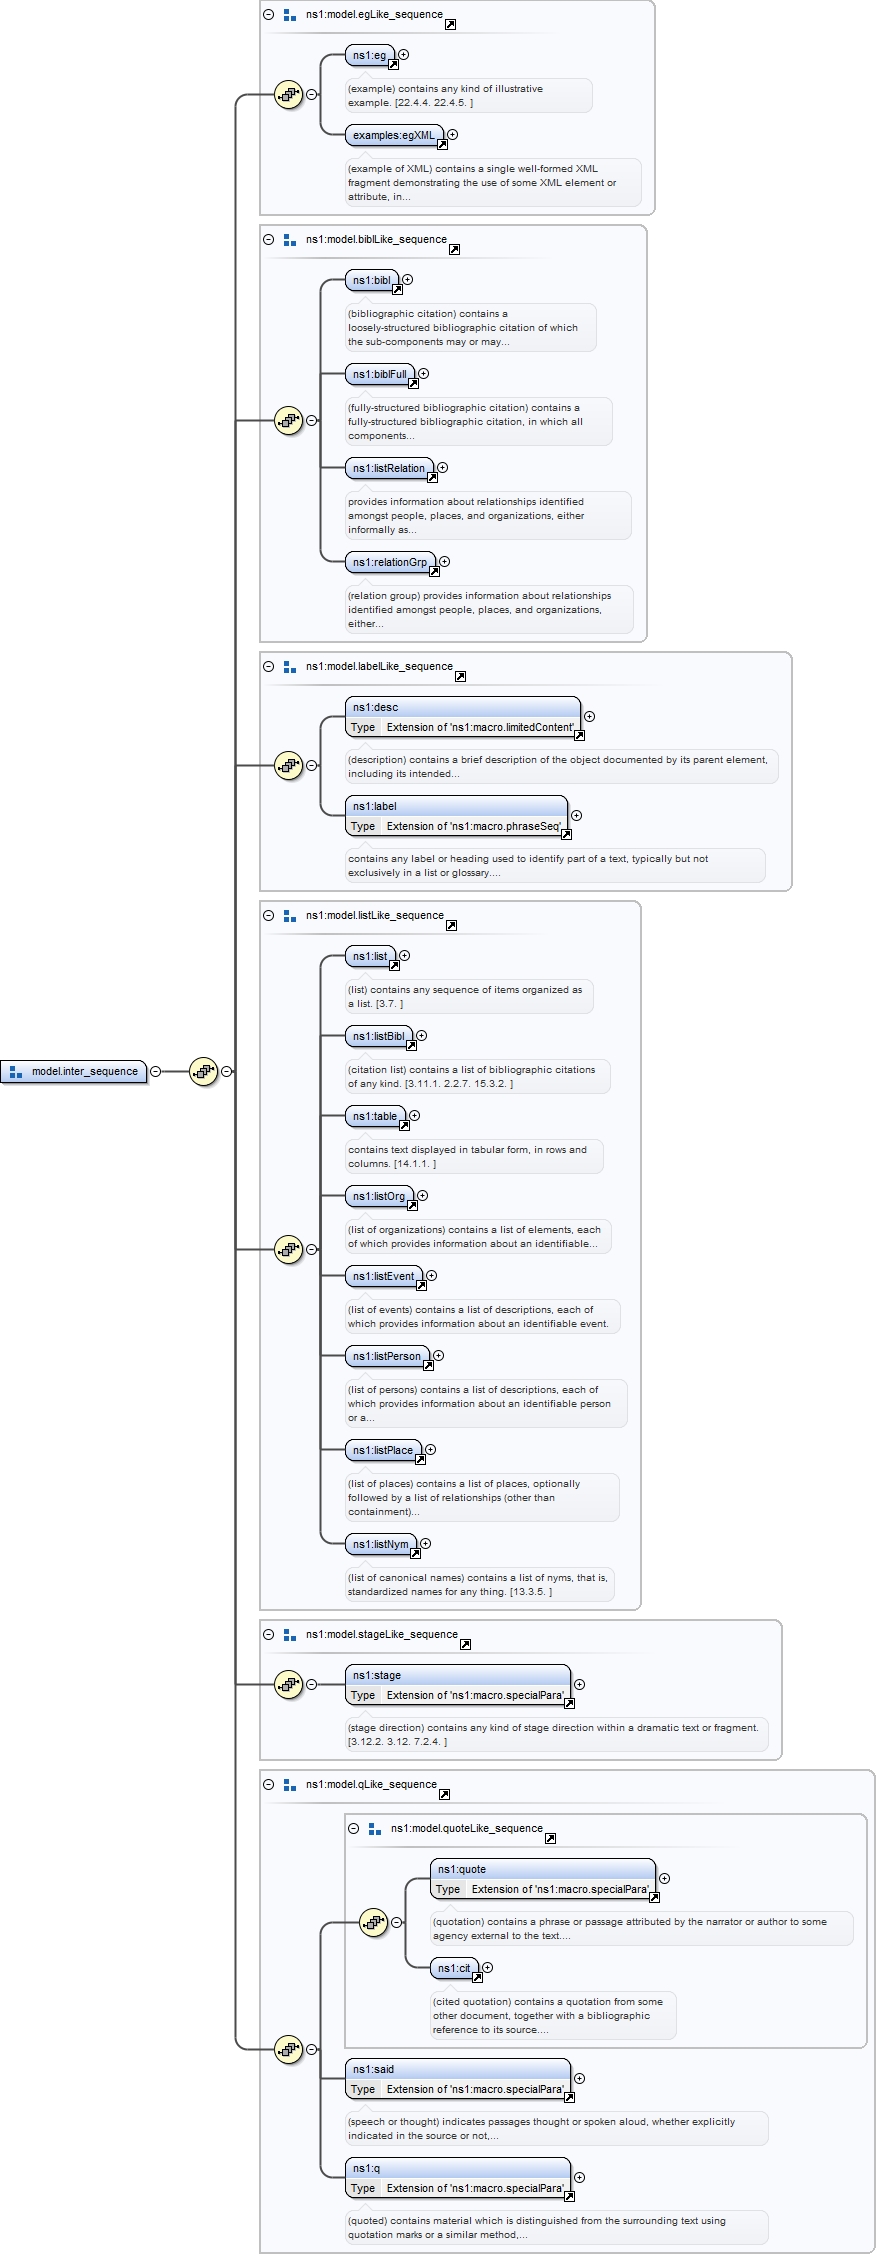 ns1:model.egLike_sequence
ns1:eg
(example) contains any kind of illustrative
example. [22.4.4. 22.4.5. ]
examples:egXML
(example of XML) contains a single well-formed XML
fragment demonstrating the use of some XML element or
attribute, in...
ns1:model.biblLike_sequence
ns1:bibl
(bibliographic citation) contains a
loosely-structured bibliographic citation of which
the sub-components may or may...
ns1:biblFull
(fully-structured bibliographic citation) contains a
fully-structured bibliographic citation, in which all
components...
ns1:listRelation
provides information about relationships identified
amongst people, places, and organizations, either
informally as...
ns1:relationGrp
(relation group) provides information about relationships
identified amongst people, places, and organizations,
either...
ns1:model.labelLike_sequence
ns1:desc
Type Extension of 'ns1:macro.limitedContent'
(description) contains a brief description of the object documented by its parent element,
including its intended...
ns1:label
Type Extension of 'ns1:macro.phraseSeq'
contains any label or heading used to identify part of a text, typically but not
exclusively in a list or glossary....
ns1:model.listLike_sequence
ns1:list
(list) contains any sequence of items organized as
a list. [3.7. ]
ns1:listBibl
(citation list) contains a list of bibliographic citations
of any kind. [3.11.1. 2.2.7. 15.3.2. ]
model.inter_sequence
ns1:table
contains text displayed in tabular form, in rows and
columns. [14.1.1. ]
ns1:listOrg
(list of organizations) contains a list of elements, each
of which provides information about an identifiable...
ns1:listEvent
(list of events) contains a list of descriptions, each of
which provides information about an identifiable event.
ns1:listPerson
(list of persons) contains a list of descriptions, each of
which provides information about an identifiable person
or a...
ns1:listPlace
(list of places) contains a list of places, optionally
followed by a list of relationships (other than
containment)...
ns1:listNym
(list of canonical names) contains a list of nyms, that is,
standardized names for any thing. [13.3.5. ]
ns1:model.stageLike_sequence
ns1:stage
Type Extension of 'ns1:macro.specialPara'
(stage direction) contains any kind of stage direction within a dramatic text or fragment.
[3.12.2. 3.12. 7.2.4. ]
ns1:model.qLike_sequence
ns1:model.quoteLike_sequence
ns1:quote
Type Extension of 'ns1:macro.specialPara'
(quotation) contains a phrase or passage attributed by the narrator or author to some
agency external to the text....
ns1:cit
(cited quotation) contains a quotation from some
other document, together with a bibliographic
reference to its source....
ns1:said
Type Extension of 'ns1:macro.specialPara'
(speech or thought) indicates passages thought or spoken aloud, whether explicitly
indicated in the source or not,...
ns1:q
Type Extension of 'ns1:macro.specialPara'
(quoted) contains material which is distinguished from the surrounding text using
quotation marks or a similar method,...